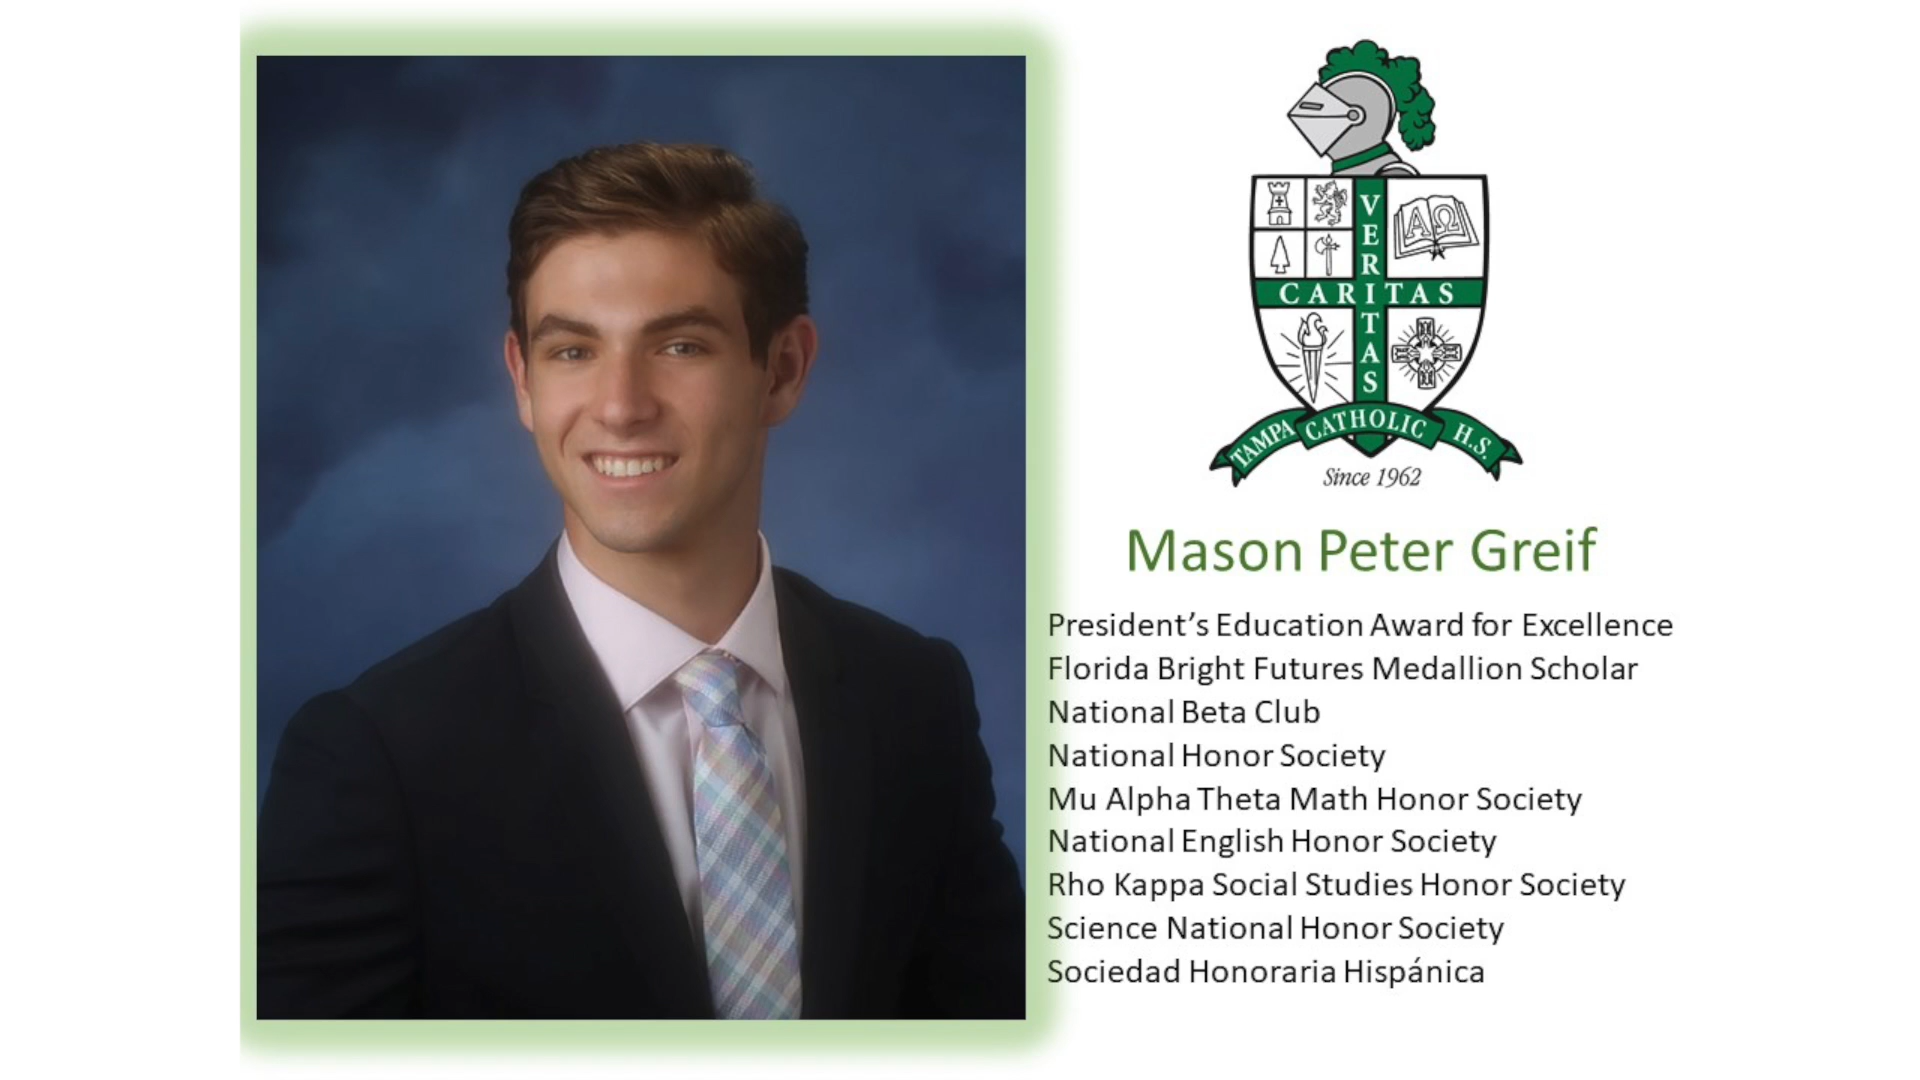 VERITAS
CARITAS
ΑΩ
TAMPA CATHOLIC H.S.
Since 1962
Mason Peter Greif
President’s Education Award for Excellence
Florida Bright Futures Medallion Scholar
National Beta Club
National Honor Society
Mu Alpha Theta Math Honor Society
National English Honor Society
Rho Kappa Social Studies Honor Society
Science National Honor Society
Sociedad Honoraria Hispánica